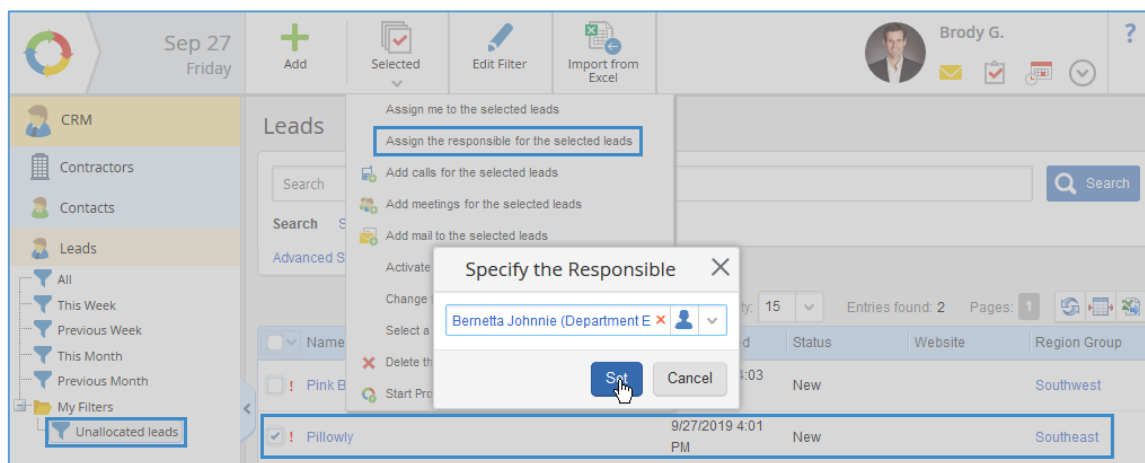 Sep 27
Friday
Add
Selected
Edit Filter
Import from
Excel
Brody G.
?
CRM
Contractors
Contacts
Leads
All
This Week
Previous Week
This Month
Previous Month
My Filters
Unallocated leads
Leads
Search
Search
Search S
Advanced S
Assign me to the selected leads
Assign the responsible for the selected leads
Add calls for the selected leads
Add meetings for the selected leads
Add mail to the selected leads
Activate
Change
Select a
Delete th
Start Pro
Specify the Responsible
Bernetta Johnnie (Department E
Set
Cancel
ty: 15
Entries found: 2
Pages: 1
Name
d
Status
Website
Region Group
! Pink B
4:03
New
Southwest
! Pillowly
9/27/2019 4:01
PM
New
Southeast